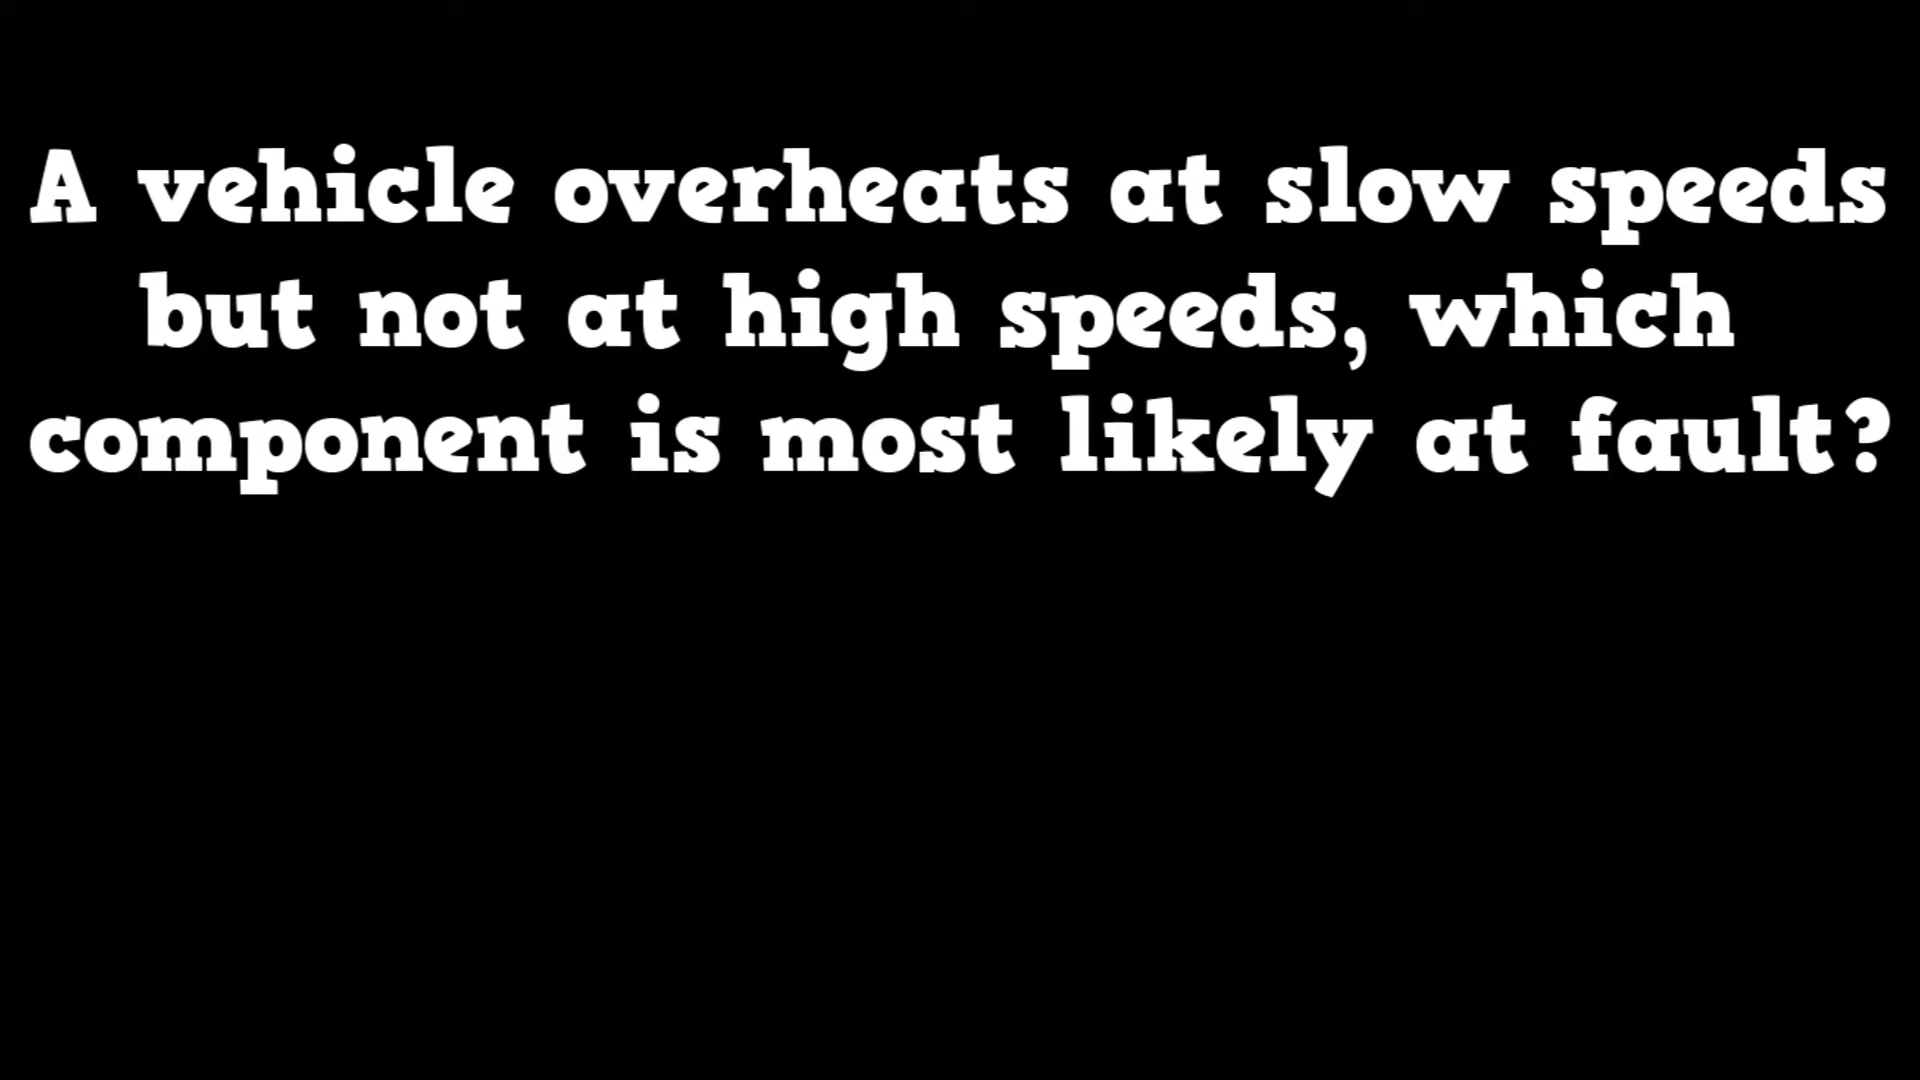 A vehicle overheats at slow speeds
but not at high speeds, which
component is most likely at fault?